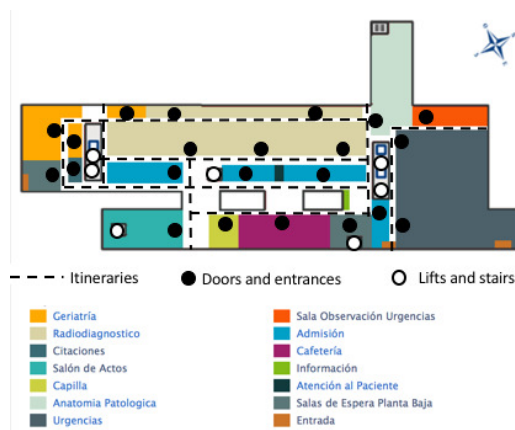 Itineraries
Doors and entrances
Lifts and stairs
Geriatría
Radiodiagnostico
Citaciones
Salón de Actos
Capilla
Anatomia Patologica
Urgencias
Sala Observación Urgencias
Admisión
Cafetería
Información
Atención al Paciente
Salas de Espera Planta Baja
Entrada